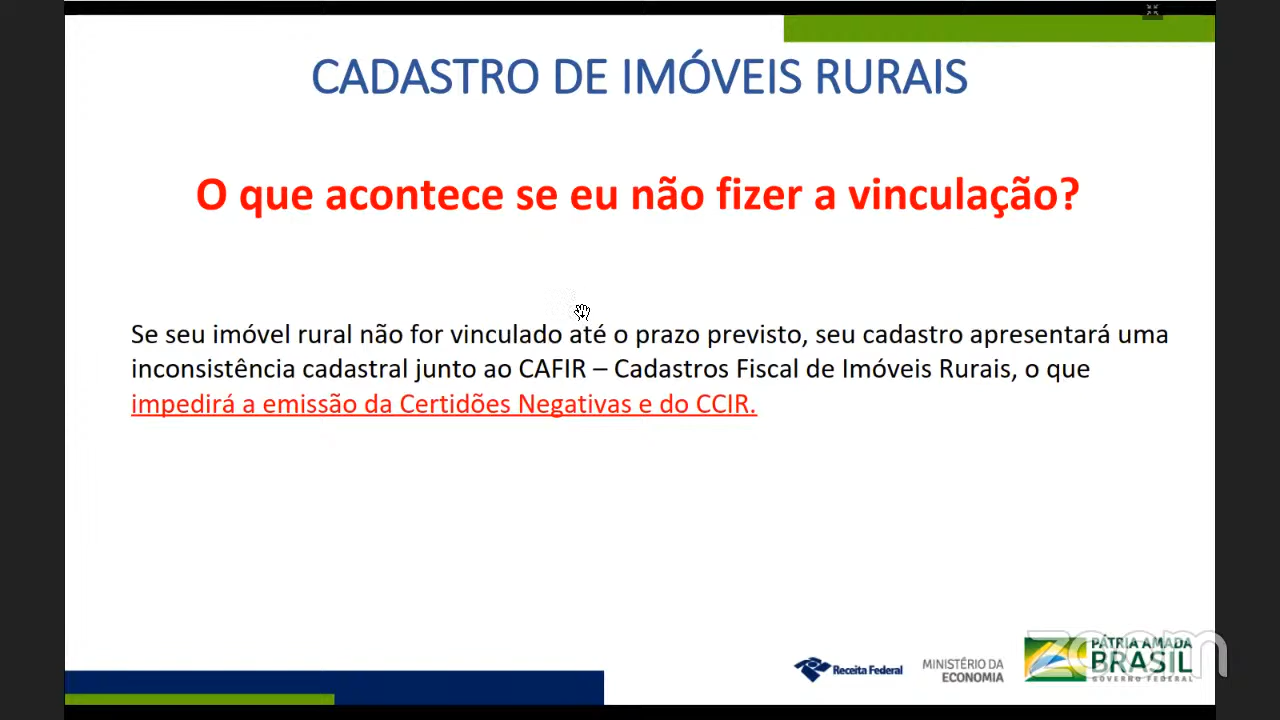 CADASTRO DE IMÓVEIS RURAIS
O que acontece se eu não fizer a vinculação?
Se seu imóvel rural não for vinculado até o prazo previsto, seu cadastro apresentará uma
inconsistência cadastral junto ao CAFIR – Cadastros Fiscal de Imóveis Rurais, o que
impedirá a emissão da Certidões Negativas e do CCIR.
Receita Federal
MINISTÉRIO DA
ECONOMIA
PÁTRIA AMADA
BRASIL
GOVERNO FEDERAL
zoom